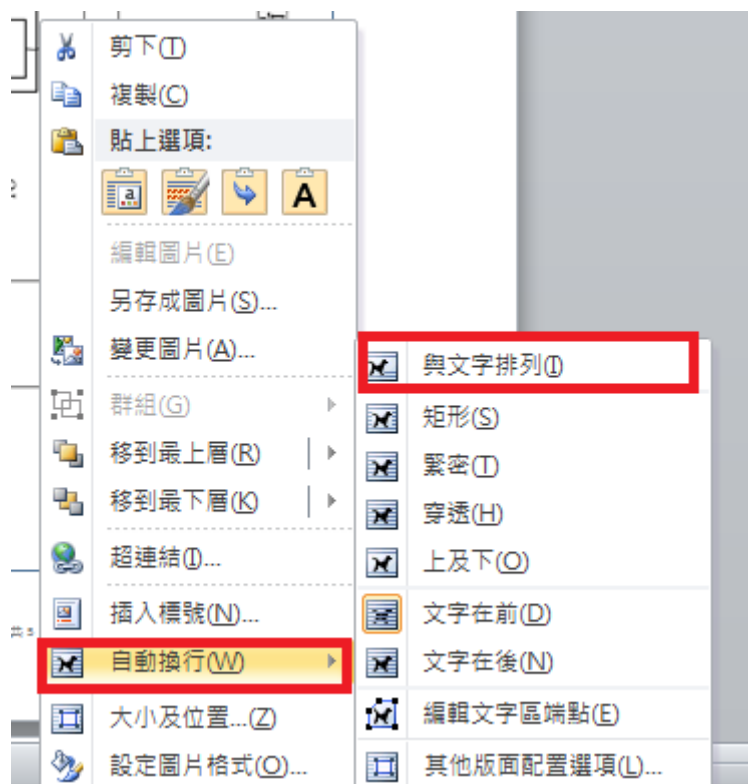 剪下(T)
複製(C)
貼上選項:
a
A
編輯圖片(E)
另存成圖片(S)...
變更圖片(A)...
群組(G)
移到最上層(R)
移到最下層(K)
超連結(I)...
插入標號(N)...
自動換行(W)
大小及位置...(Z)
設定圖片格式(O)...
與文字排列(I)
矩形(S)
緊密(T)
穿透(H)
上及下(O)
文字在前(D)
文字在後(N)
編輯文字區端點(E)
其他版面配置選項(L)...